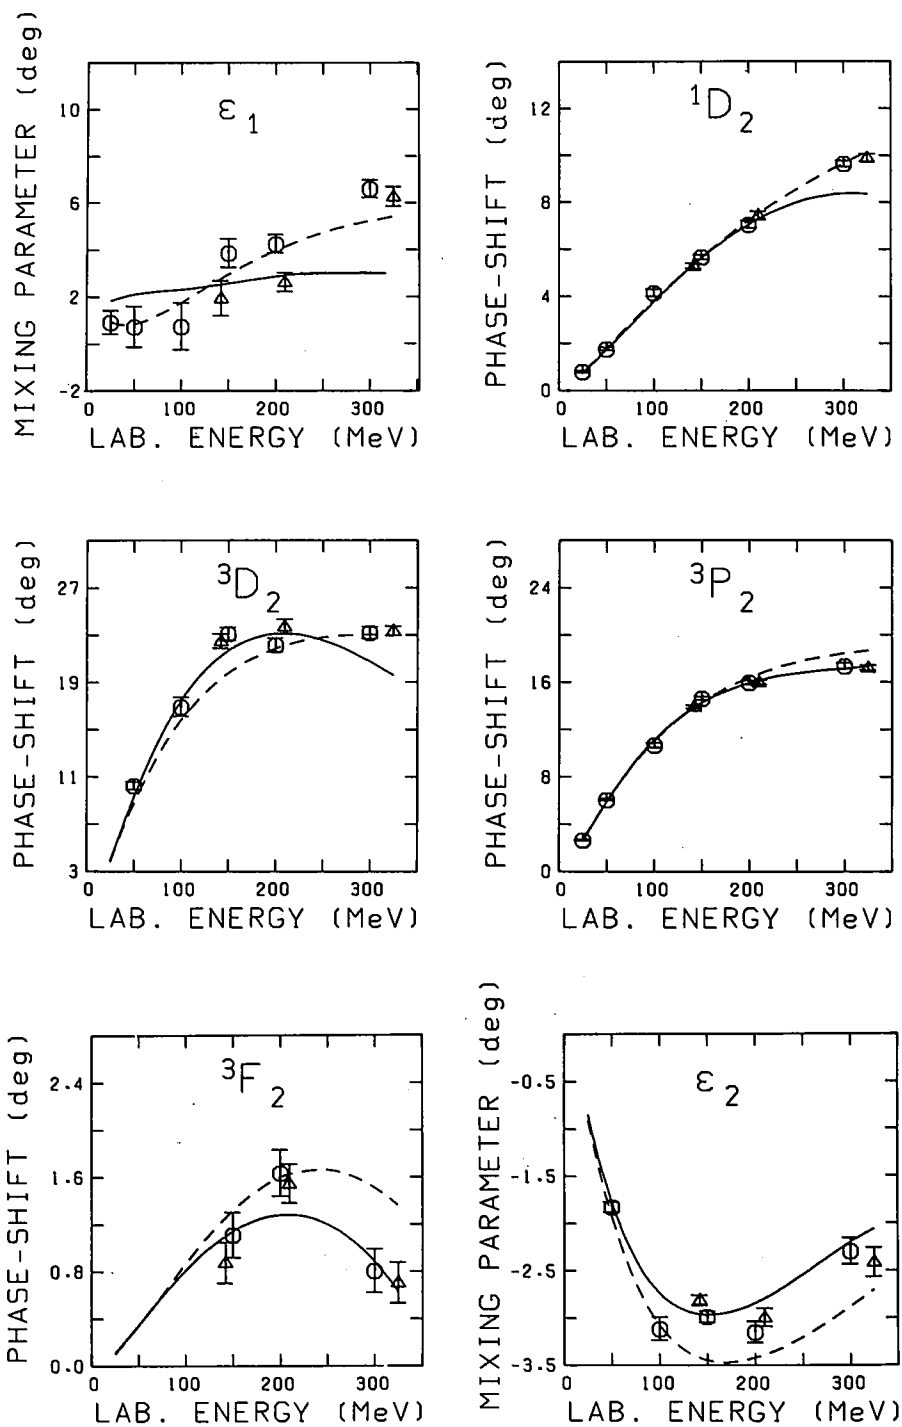 MIXING PARAMETER (deg)
ε1
10
6
2
-2
0 100 200 300
LAB. ENERGY (MeV)
PHASE-SHIFT (deg)
1D2
12
8
4
0
0 100 200 300
LAB. ENERGY (MeV)
PHASE-SHIFT (deg)
3D2
27
19
11
3
0 100 200 300
LAB. ENERGY (MeV)
PHASE-SHIFT (deg)
3P2
24
16
8
0
0 100 200 300
LAB. ENERGY (MeV)
PHASE-SHIFT (deg)
3F2
2.4
1.6
0.8
0.0
0 100 200 300
LAB. ENERGY (MeV)
MIXING PARAMETER (deg)
ε2
-0.5
-1.5
-2.5
-3.5
0 100 200 300
LAB. ENERGY (MeV)